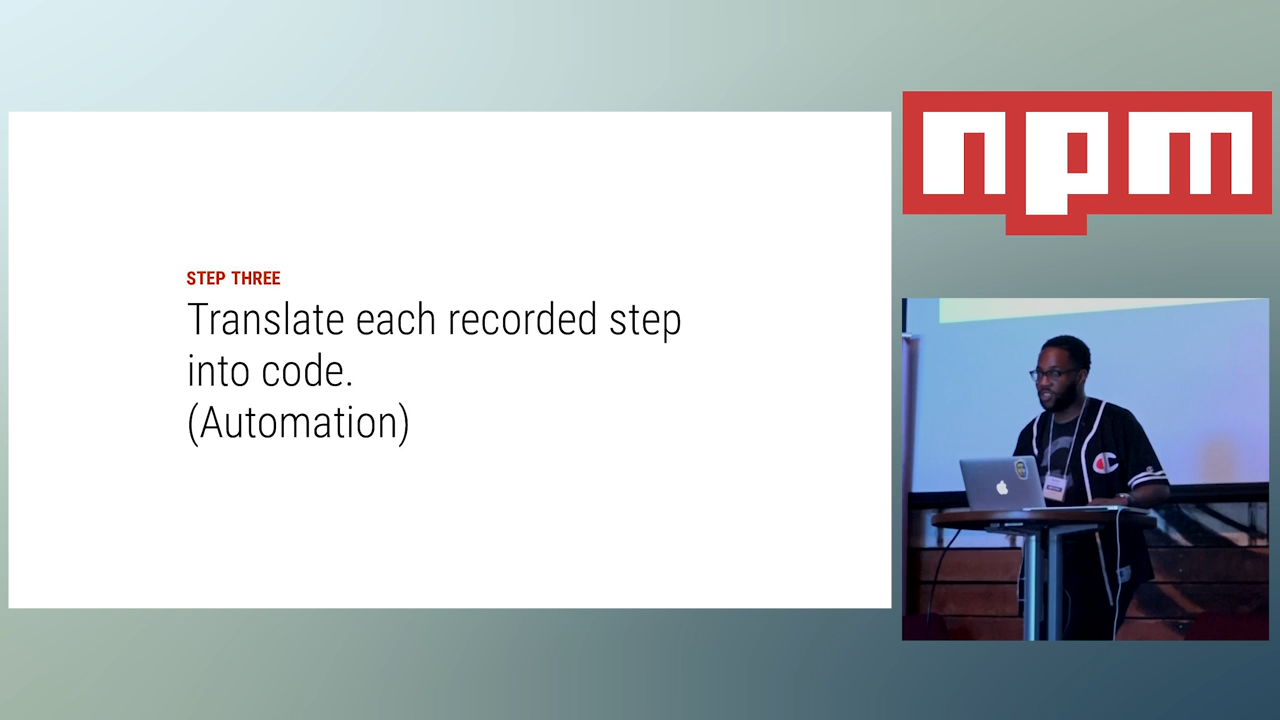 STEP THREE
Translate each recorded step
into code.
(Automation)
npm